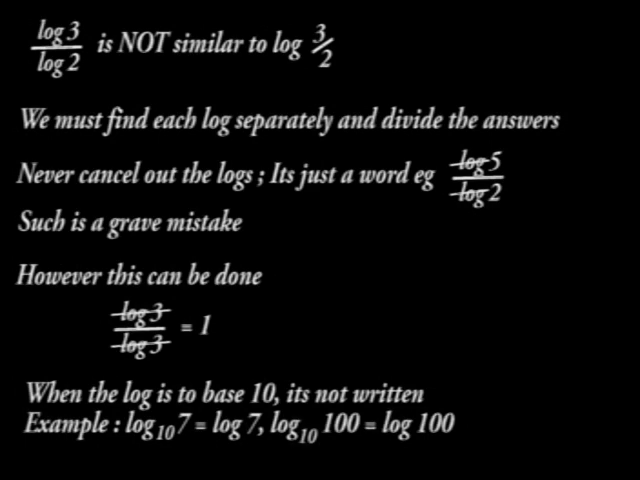 log 3 / log 2 is NOT similar to log 3/2
We must find each log separately and divide the answers
Never cancel out the logs ; Its just a word eg log 5 / log 2
Such is a grave mistake
However this can be done
log 3 / log 3 = 1
When the log is to base 10, its not written
Example : log₁₀ 7 = log 7, log₁₀ 100 = log 100